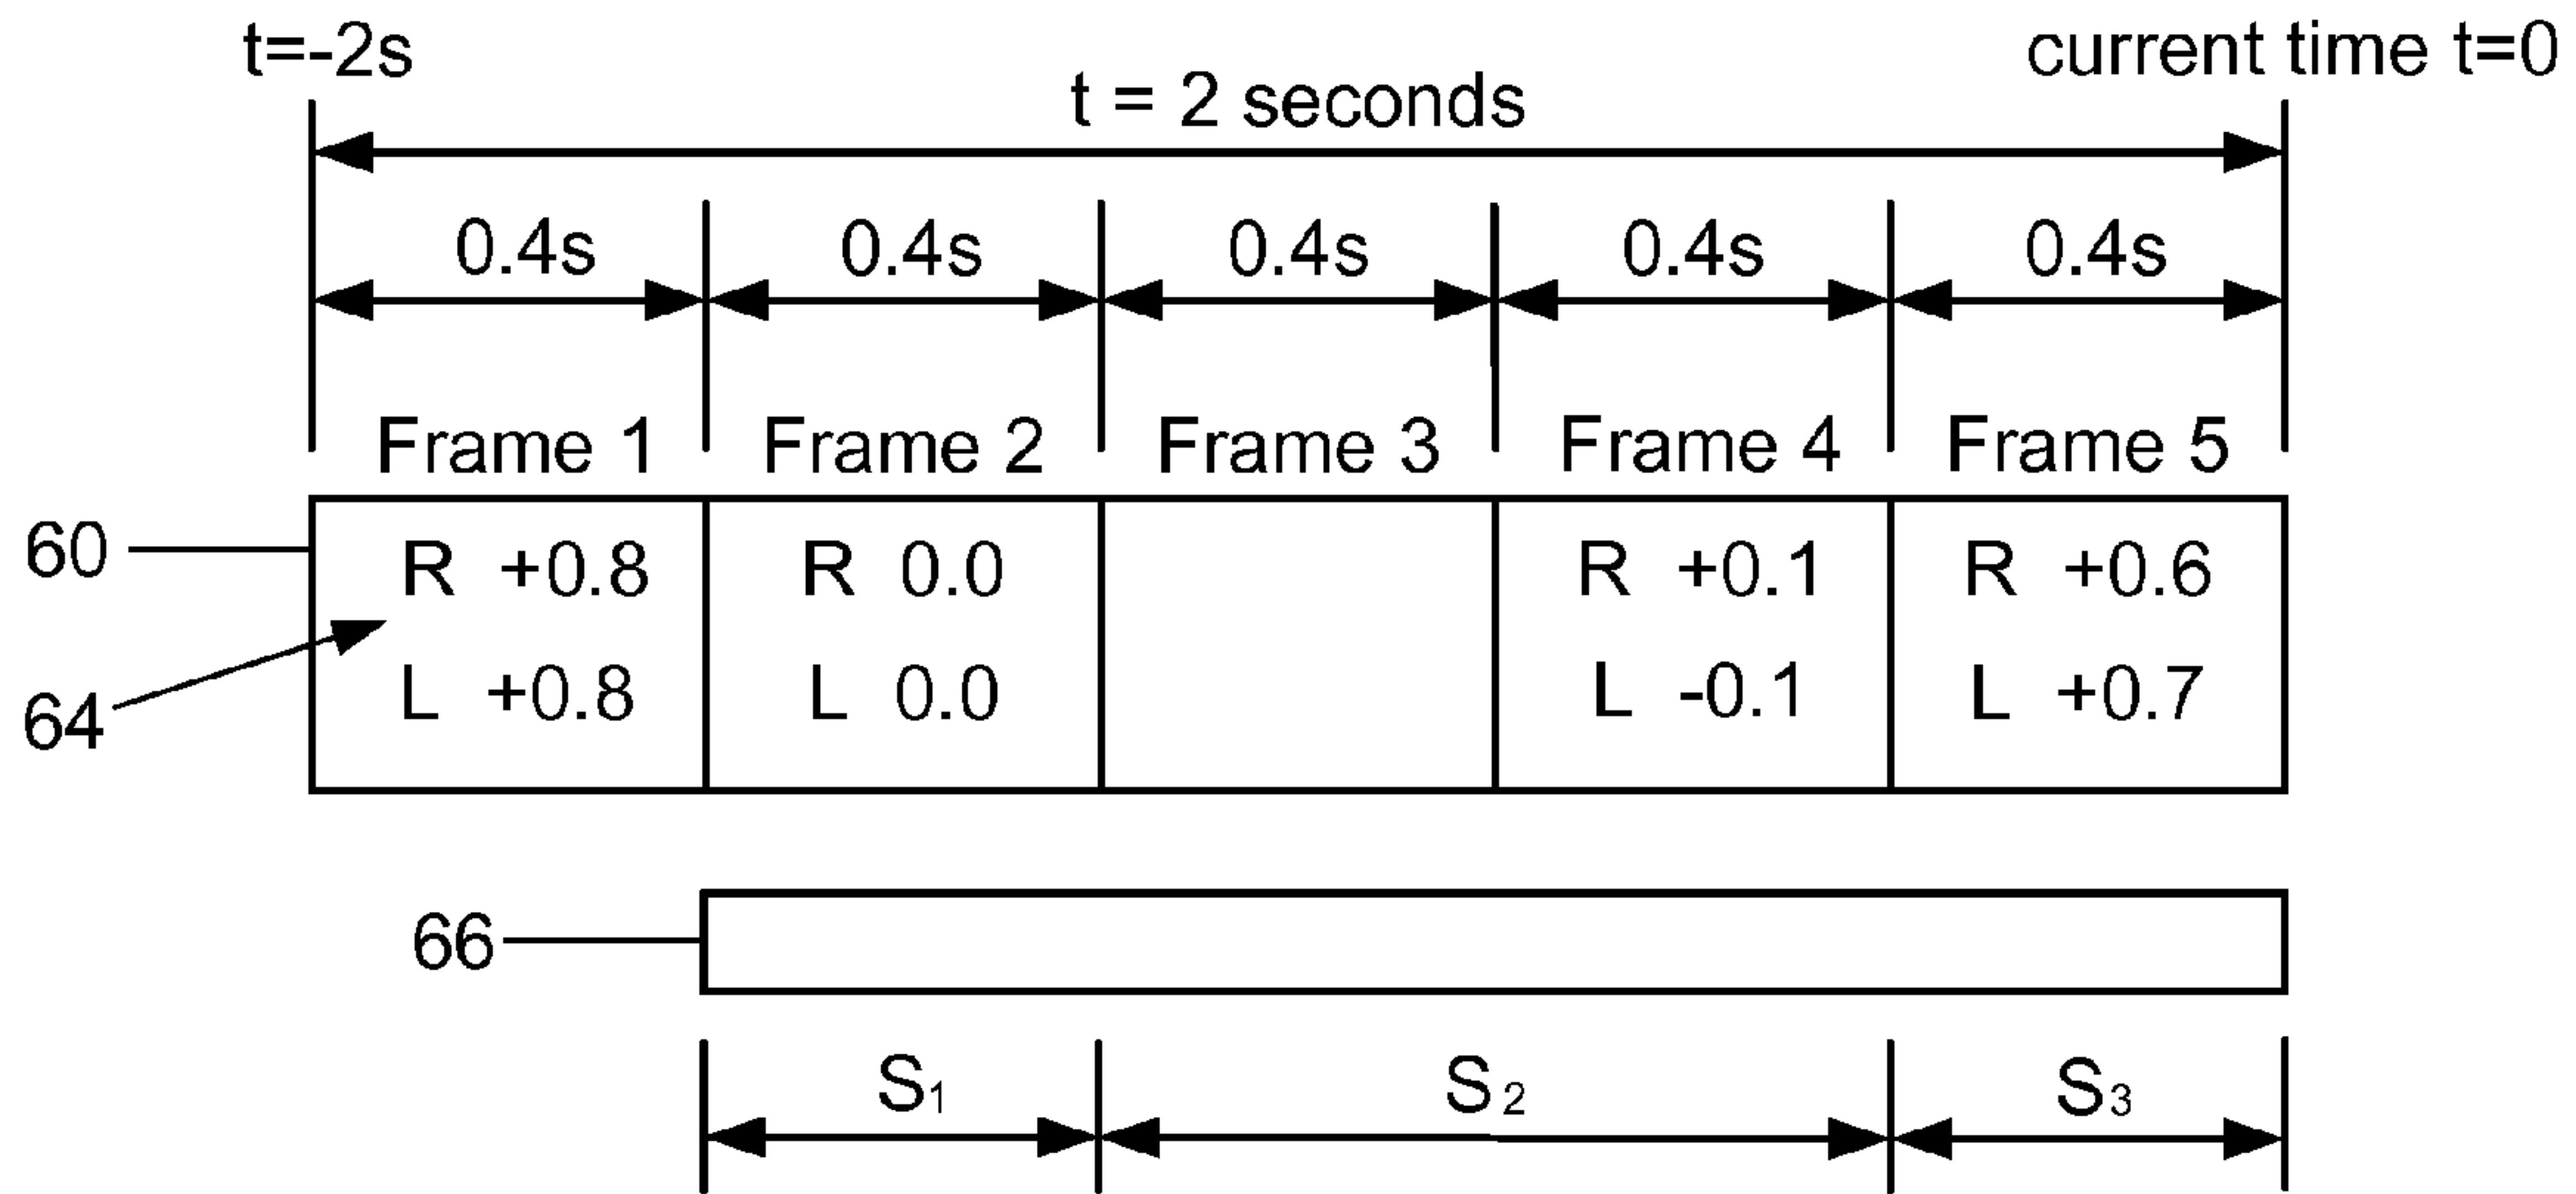 t=-2s
current time t=0
t = 2 seconds
0.4s 0.4s 0.4s 0.4s 0.4s
Frame 1 Frame 2 Frame 3 Frame 4 Frame 5
60 R +0.8 R 0.0 R +0.1 R +0.6
64 L +0.8 L 0.0 L -0.1 L +0.7
66
S1 S2 S3